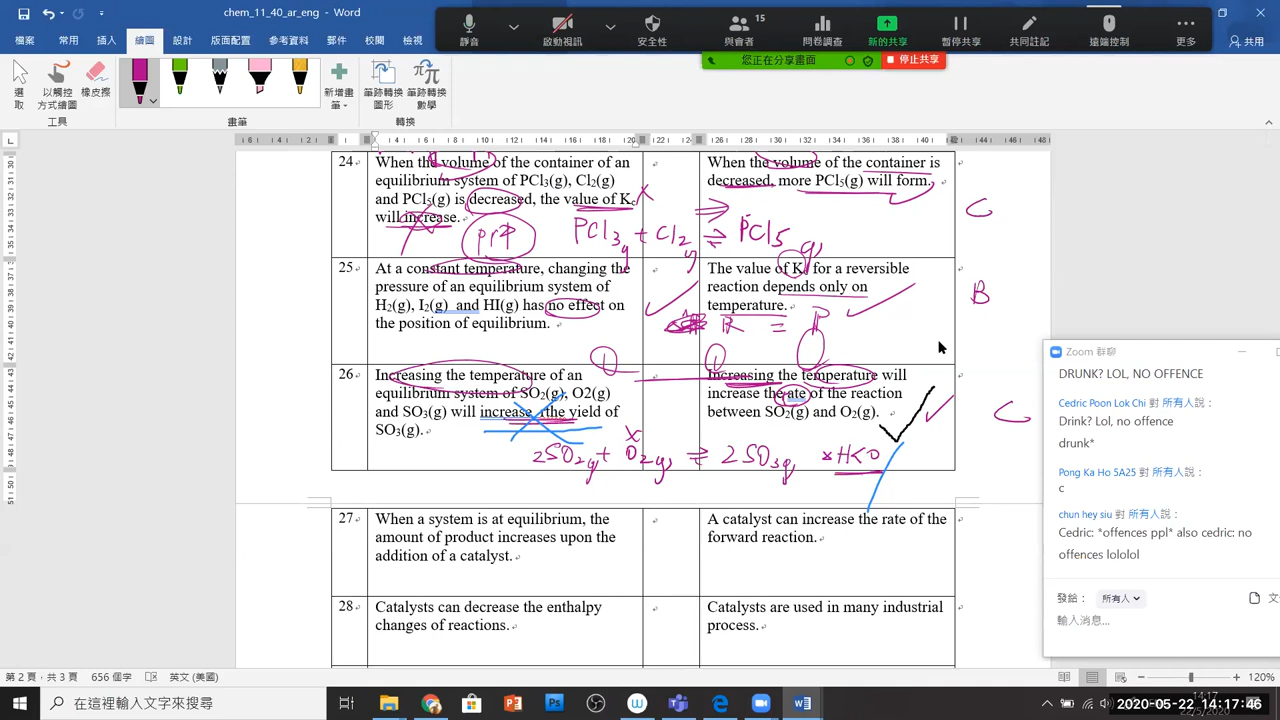 chem_11_40_ar_eng - Word
15
靜音
啟動視訊
安全性
與會者
問卷調查
新的共享
暫停共享
共同註記
遠端控制
更多
檔案
常用
插入
繪圖
設計
版面配置
參考資料
郵件
校閱
檢視
共用
您正在分享畫面
停止共享
選取
以觸控方式繪圖
橡皮擦
新增畫筆
筆跡轉換圖形
筆跡轉換數學
工具
畫筆
轉換
24
When the volume of the container of an
equilibrium system of PCl3(g), Cl2(g)
and PCl5(g) is decreased, the value of Kc
will increase.
When the volume of the container is
decreased, more PCl5(g) will form.
C
PCl3 g + Cl2 g ⇌ PCl5 g
25
At a constant temperature, changing the
pressure of an equilibrium system of
H2(g), I2(g) and HI(g) has no effect on
the position of equilibrium.
The value of K for a reversible
reaction depends only on
temperature.
B
R = P
26
Increasing the temperature of an
equilibrium system of SO2(g), O2(g)
and SO3(g) will increase the yield of
SO3(g).
Increasing the temperature will
increase the rate of the reaction
between SO2(g) and O2(g).
C
2SO2 g + O2 g ⇌ 2SO3 g
27
When a system is at equilibrium, the
amount of product increases upon the
addition of a catalyst.
A catalyst can increase the rate of the
forward reaction.
28
Catalysts can decrease the enthalpy
changes of reactions.
Catalysts are used in many industrial
process.
Zoom 群聊
DRUNK? LOL, NO OFFENCE
Cedric Poon Lok Chi 對 所有人說：
Drink? Lol, no offence
drunk*
Pong Ka Ho 5A25 對 所有人說：
c
chun hey siu 對 所有人說：
Cedric: *offences ppl* also cedric: no
offences lololol
發給： 所有人
輸入消息...
第 2 頁，共 3 頁
656 個字
英文 (美國)
120%
在這裡輸入文字來搜尋
14:17
22/5/2020
2020-05-22 14:17:46